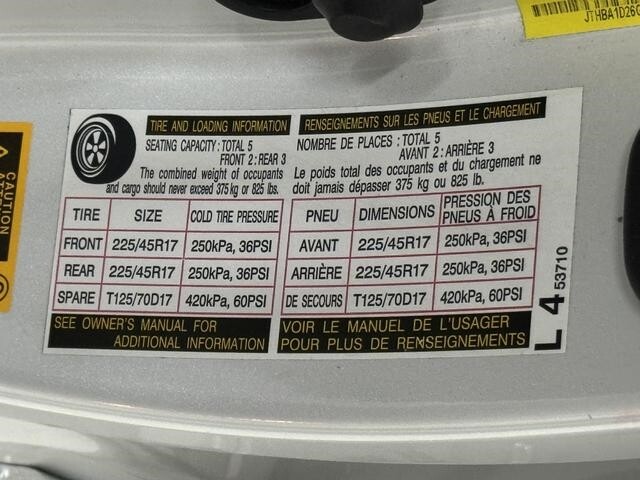 JTHBA1D26G
CAUTION
TIRE AND LOADING INFORMATION
SEATING CAPACITY : TOTAL 5
FRONT 2 : REAR 3
The combined weight of occupants
and cargo should never exceed 375 kg or 825 lbs.
TIRE SIZE COLD TIRE PRESSURE
FRONT 225/45R17 250kPa, 36PSI
REAR 225/45R17 250kPa, 36PSI
SPARE T125/70D17 420kPa, 60PSI
SEE OWNER'S MANUAL FOR
ADDITIONAL INFORMATION
RENSEIGNEMENTS SUR LES PNEUS ET LE CHARGEMENT
NOMBRE DE PLACES : TOTAL 5
AVANT 2 : ARRIÈRE 3
Le poids total des occupants et du chargement ne
doit jamais dépasser 375 kg ou 825 lb.
PNEU DIMENSIONS PRESSION DES
PNEUS À FROID
AVANT 225/45R17 250kPa, 36PSI
ARRIÈRE 225/45R17 250kPa, 36PSI
DE SECOURS T125/70D17 420kPa, 60PSI
VOIR LE MANUEL DE L'USAGER
POUR PLUS DE RENSEIGNEMENTS
L 4 53710